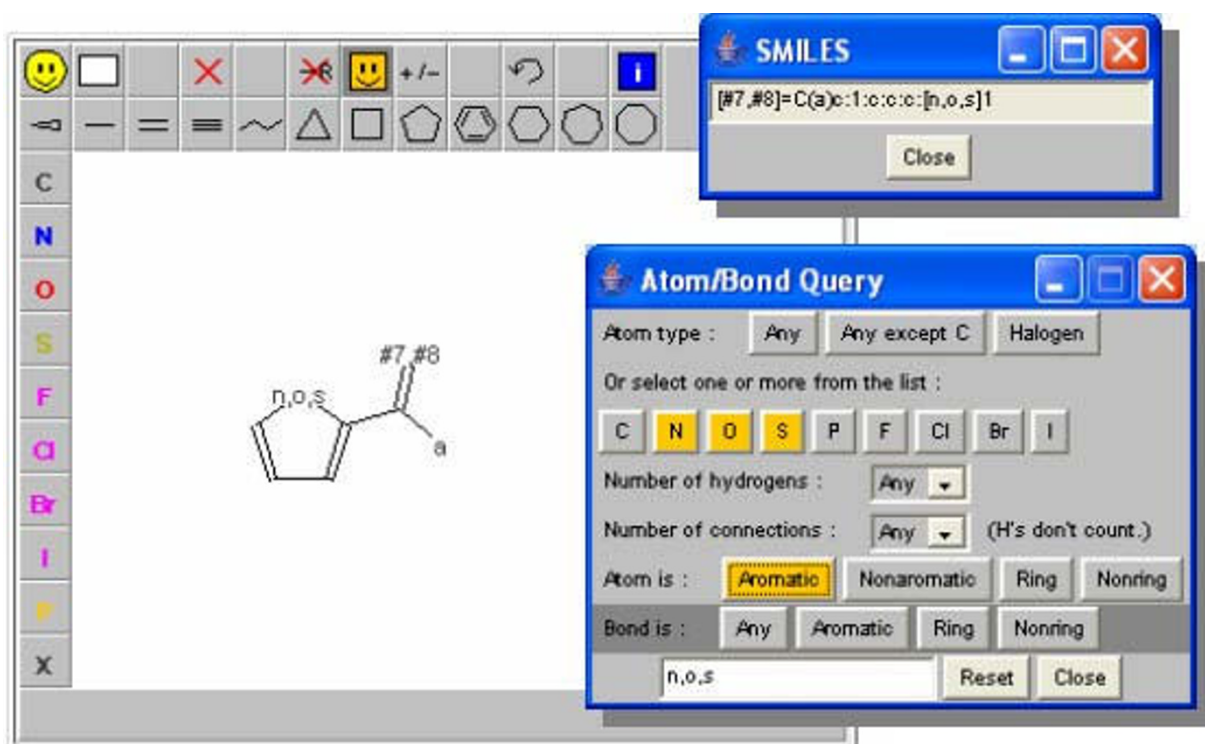 R + / - i
C
N
O
S
F
Cl
Br
I
P
X
#7,#8
n,o,s
a
SMILES
[#7,#8]=C(a)c:1:c:c:c:[n,o,s]1
Close
Atom/Bond Query
Atom type : Any Any except C Halogen
Or select one or more from the list :
C N O S P F Cl Br I
Number of hydrogens : Any
Number of connections : Any (H's don't count.)
Atom is : Aromatic Nonaromatic Ring Nonring
Bond is : Any Aromatic Ring Nonring
n,o,s Reset Close